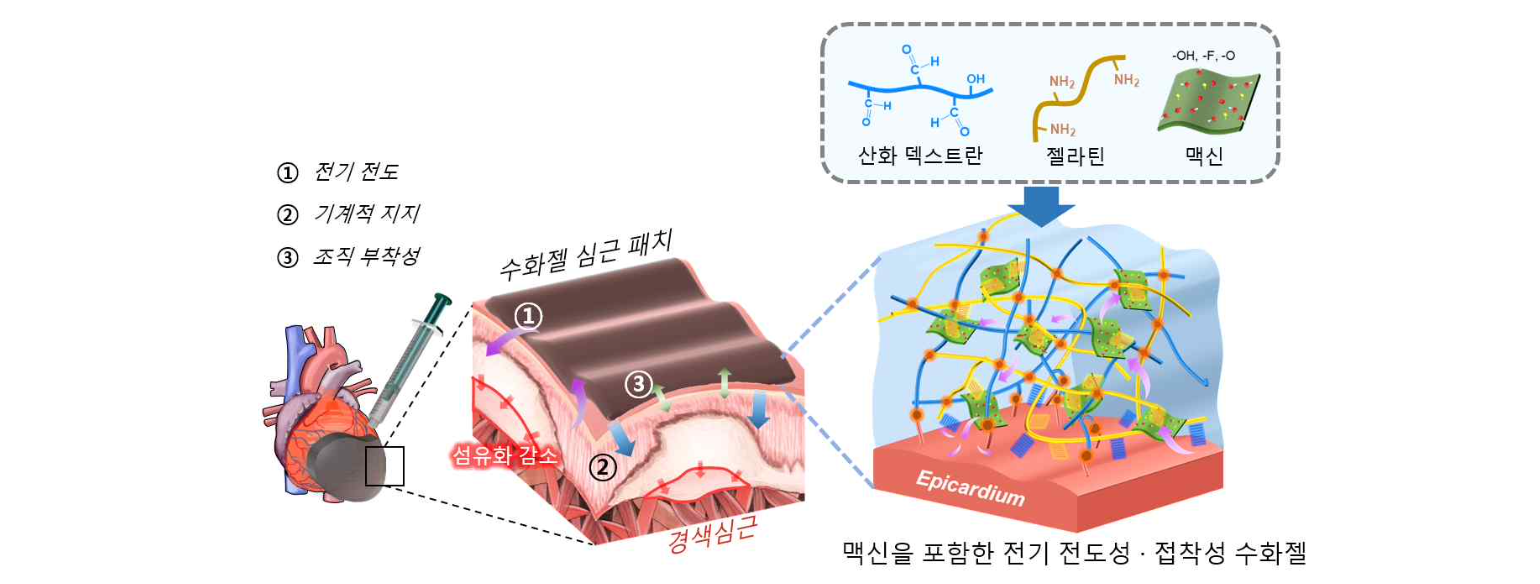 ① 전기 전도
② 기계적 지지
③ 조직 부착성
수화젤 심근 패치
①
③
②
섬유화 감소
경색심근
O
C
H
OH
C
H
O
H
C
O
산화 덱스트란
NH2
NH2
NH2
젤라틴
-OH, -F, -O
맥신
Epicardium
맥신을 포함한 전기 전도성 · 접착성 수화젤